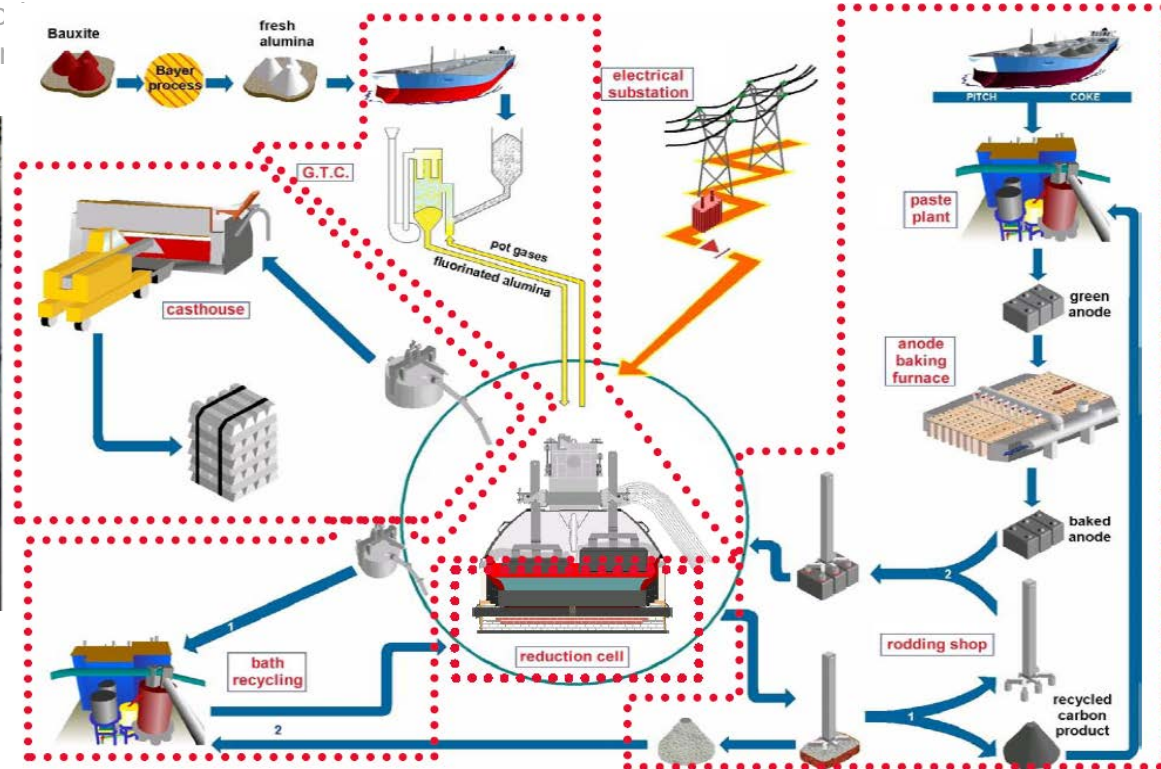 Bauxite
Bayer
process
fresh
alumina
electrical
substation
PITCH
COKE
G.T.C.
paste
plant
pot gases
fluorinated alumina
casthouse
green
anode
anode
baking
furnace
baked
anode
2
1
bath
recycling
reduction cell
rodding shop
recycled
carbon
product
1
2